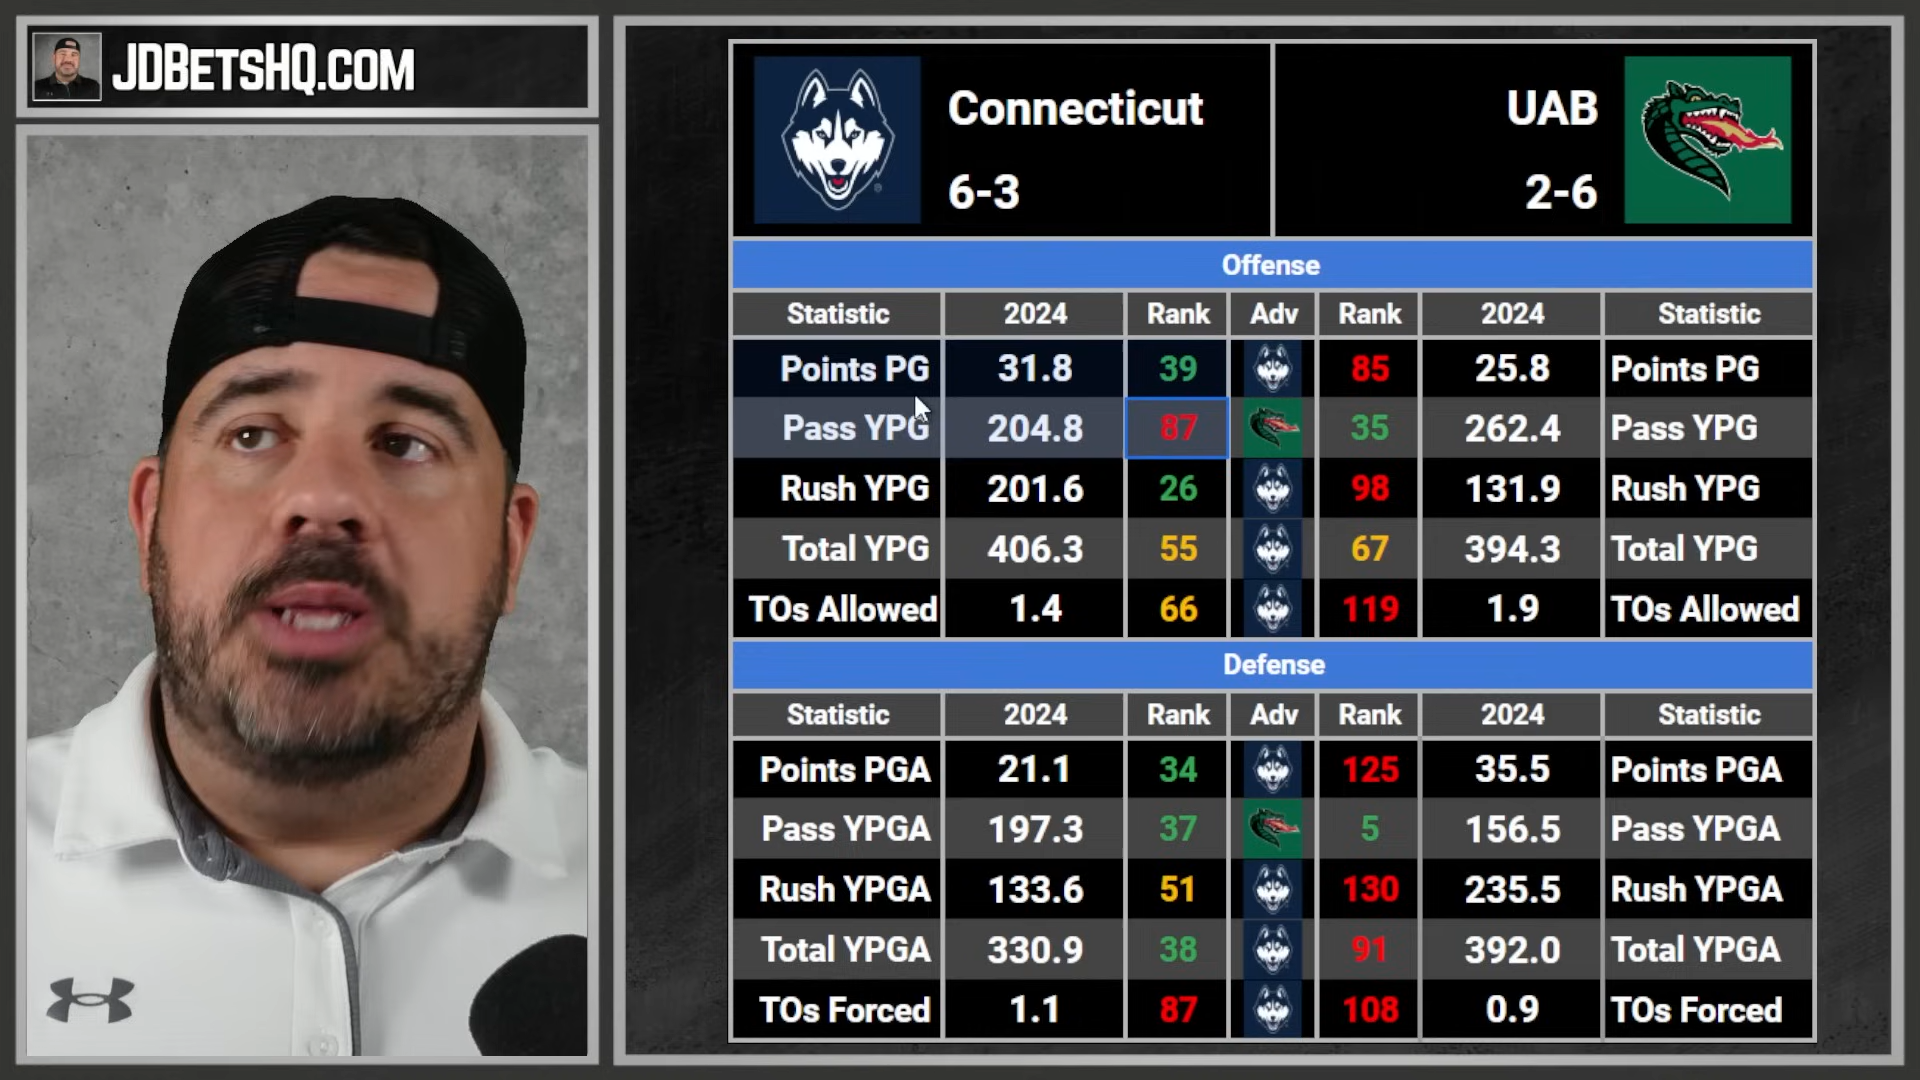 JDBETSHQ.COM
Connecticut UAB
6-3 2-6
Offense
Statistic 2024 Rank Adv Rank 2024 Statistic
Points PG 31.8 39 85 25.8 Points PG
Pass YPG 204.8 87 35 262.4 Pass YPG
Rush YPG 201.6 26 98 131.9 Rush YPG
Total YPG 406.3 55 67 394.3 Total YPG
TOs Allowed 1.4 66 119 1.9 TOs Allowed
Defense
Statistic 2024 Rank Adv Rank 2024 Statistic
Points PGA 21.1 34 125 35.5 Points PGA
Pass YPGA 197.3 37 5 156.5 Pass YPGA
Rush YPGA 133.6 51 130 235.5 Rush YPGA
Total YPGA 330.9 38 91 392.0 Total YPGA
TOs Forced 1.1 87 108 0.9 TOs Forced